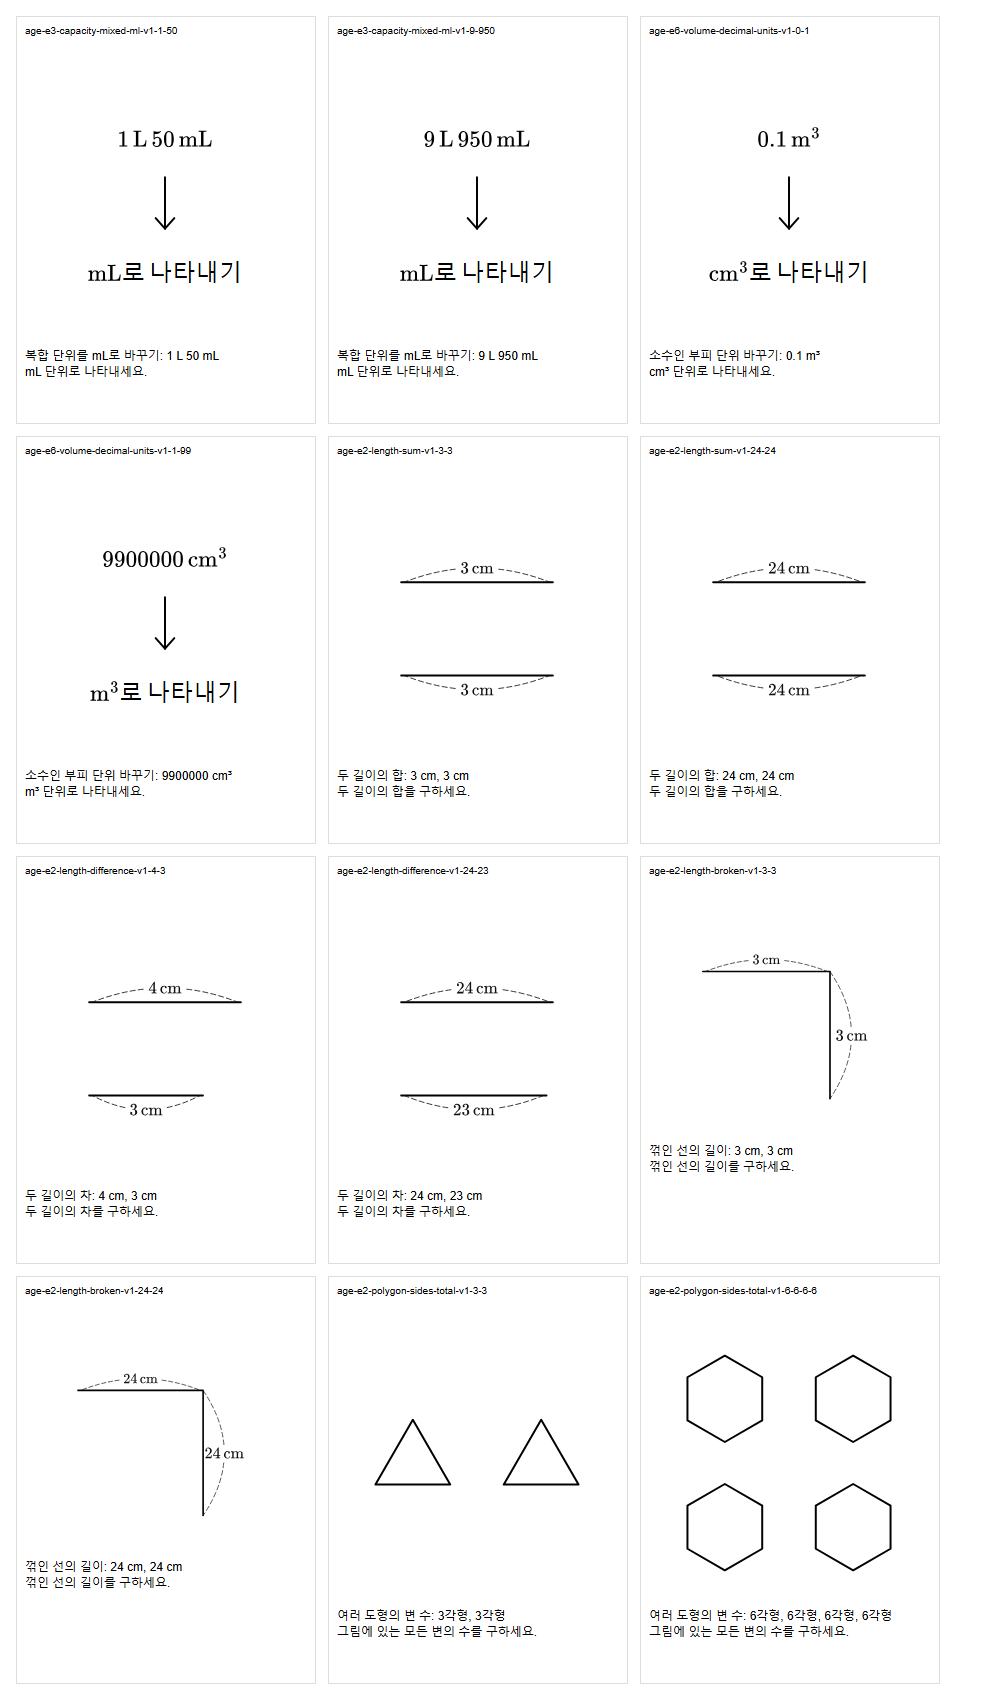 age-e3-capacity-mixed-ml-v1-1-50
1 L 50 mL
mL로 나타내기
복합 단위를 mL로 바꾸기: 1 L 50 mL
mL 단위로 나타내세요.
age-e3-capacity-mixed-ml-v1-9-950
9 L 950 mL
mL로 나타내기
복합 단위를 mL로 바꾸기: 9 L 950 mL
mL 단위로 나타내세요.
age-e6-volume-decimal-units-v1-0-1
0.1 m³
cm³로 나타내기
소수인 부피 단위 바꾸기: 0.1 m³
cm³ 단위로 나타내세요.
age-e6-volume-decimal-units-v1-1-99
9900000 cm³
m³로 나타내기
소수인 부피 단위 바꾸기: 9900000 cm³
m³ 단위로 나타내세요.
age-e2-length-sum-v1-3-3
3 cm
3 cm
두 길이의 합: 3 cm, 3 cm
두 길이의 합을 구하세요.
age-e2-length-sum-v1-24-24
24 cm
24 cm
두 길이의 합: 24 cm, 24 cm
두 길이의 합을 구하세요.
age-e2-length-difference-v1-4-3
4 cm
3 cm
두 길이의 차: 4 cm, 3 cm
두 길이의 차를 구하세요.
age-e2-length-difference-v1-24-23
24 cm
23 cm
두 길이의 차: 24 cm, 23 cm
두 길이의 차를 구하세요.
age-e2-length-broken-v1-3-3
3 cm
3 cm
꺾인 선의 길이: 3 cm, 3 cm
꺾인 선의 길이를 구하세요.
age-e2-length-broken-v1-24-24
24 cm
24 cm
꺾인 선의 길이: 24 cm, 24 cm
꺾인 선의 길이를 구하세요.
age-e2-polygon-sides-total-v1-3-3
여러 도형의 변 수: 3각형, 3각형
그림에 있는 모든 변의 수를 구하세요.
age-e2-polygon-sides-total-v1-6-6-6-6
여러 도형의 변 수: 6각형, 6각형, 6각형, 6각형
그림에 있는 모든 변의 수를 구하세요.